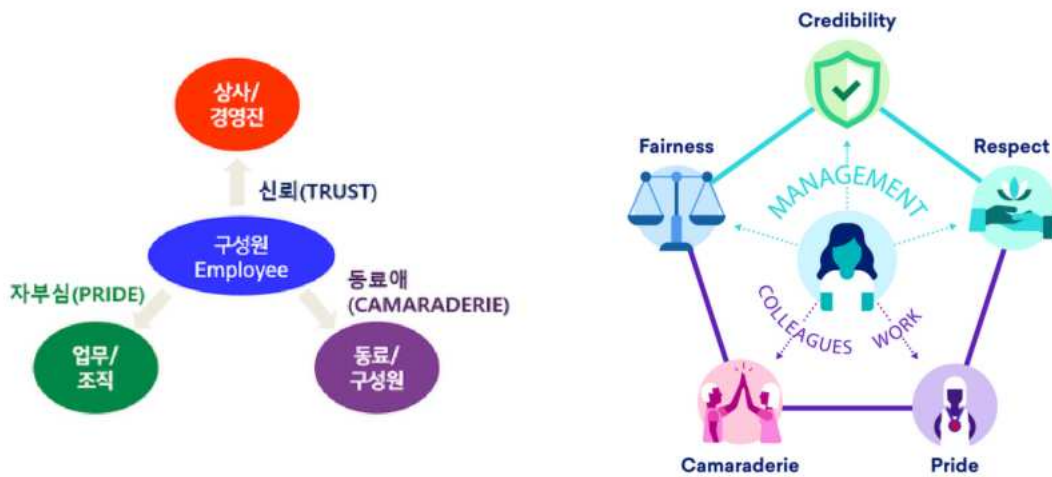 상사/
경영진
신뢰(TRUST)
구성원
Employee
자부심(PRIDE)
동료애
(CAMARADERIE)
업무/
조직
동료/
구성원
Credibility
Fairness
Respect
MANAGEMENT
COLLEAGUES
WORK
Camaraderie
Pride